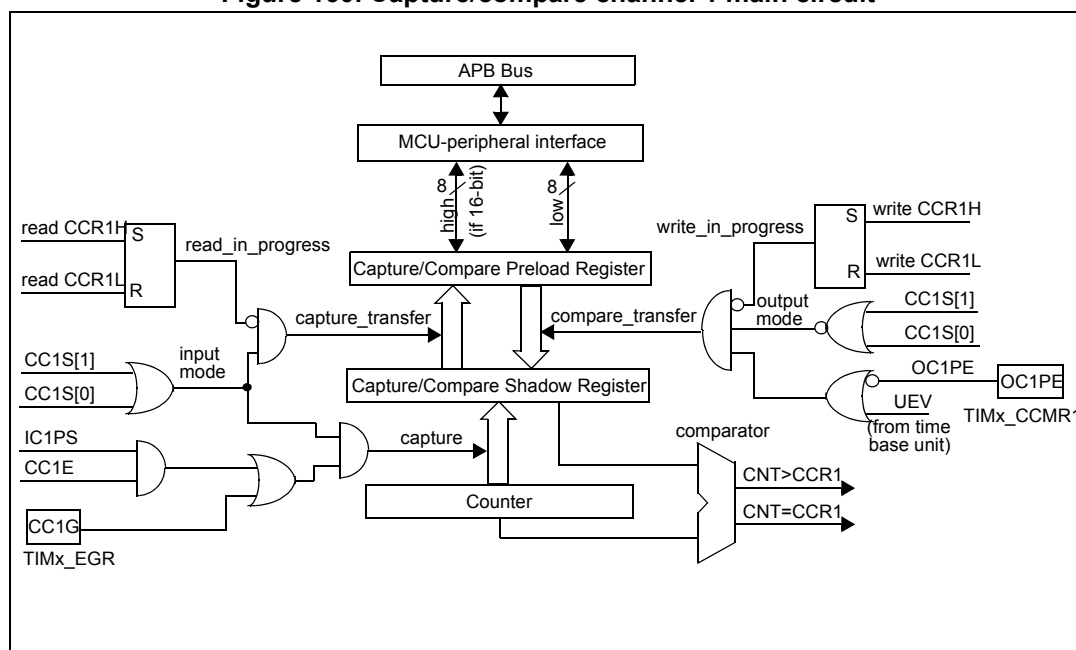 APB Bus
MCU-peripheral interface
8
high
(if 16-bit)
8
low
read CCR1H
S
read_in_progress
read CCR1L
R
write_in_progress
S
write CCR1H
R
write CCR1L
Capture/Compare Preload Register
capture_transfer
compare_transfer
output
mode
CC1S[1]
CC1S[0]
CC1S[1]
CC1S[0]
input
mode
Capture/Compare Shadow Register
OC1PE
OC1PE
UEV
TIMx_CCMR1
(from time
base unit)
IC1PS
CC1E
capture
comparator
Counter
CNT>CCR1
CNT=CCR1
CC1G
TIMx_EGR